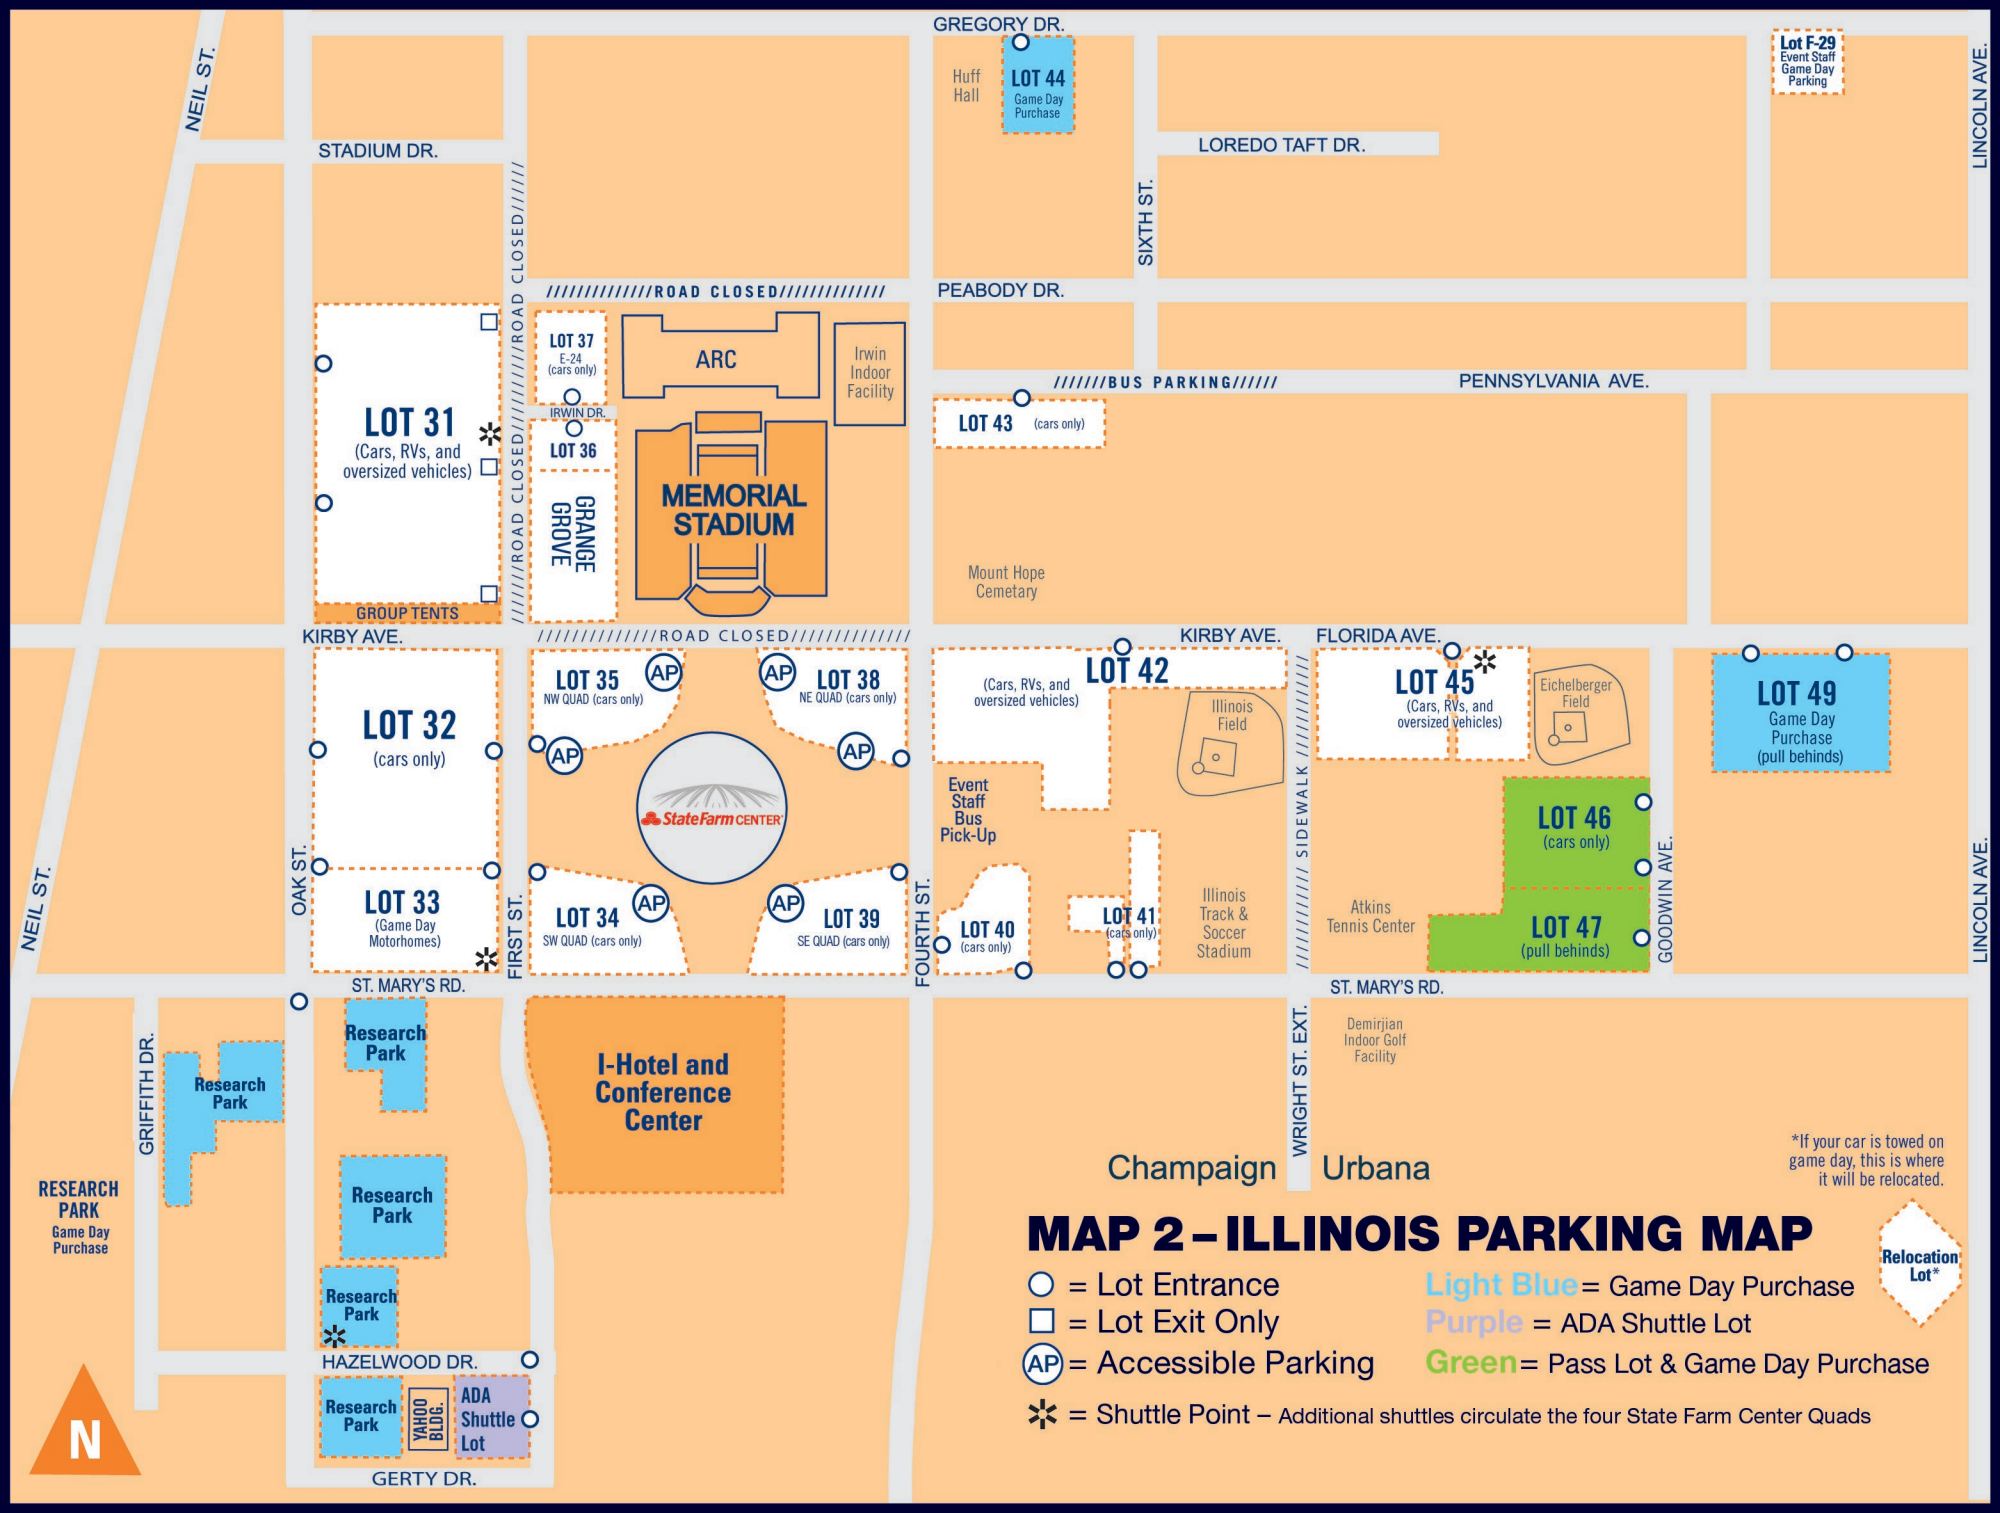 GREGORY DR.
NEIL ST.
Huff
Hall
LOT 44
Game Day
Purchase
Lot F-29
Event Staff
Game Day
Parking
LINCOLN AVE.
STADIUM DR.
LOREDO TAFT DR.
SIXTH ST.
///////ROAD CLOSED///////ROAD CLOSED///////ROAD CLOSED//////
//////////////ROAD CLOSED//////////////
PEABODY DR.
LOT 37
E-24
(cars only)
ARC
Irwin
Indoor
Facility
///////BUS PARKING//////
PENNSYLVANIA AVE.
IRWIN DR.
LOT 43
(cars only)
LOT 31
(Cars, RVs, and
oversized vehicles)
LOT 36
GRANGE
GROVE
MEMORIAL
STADIUM
Mount Hope
Cemetary
GROUP TENTS
KIRBY AVE.
//////////////ROAD CLOSED//////////////
KIRBY AVE.
FLORIDA AVE.
LOT 35
NW QUAD (cars only)
AP
AP
AP
LOT 38
NE QUAD (cars only)
AP
LOT 42
(Cars, RVs, and
oversized vehicles)
Illinois
Field
////////// SIDEWALK //////////
LOT 45
(Cars, RVs, and
oversized vehicles)
Eichelberger
Field
LOT 49
Game Day
Purchase
(pull behinds)
LOT 32
(cars only)
StateFarm CENTER
Event
Staff
Bus
Pick-Up
LOT 46
(cars only)
OAK ST.
NEIL ST.
LOT 33
(Game Day
Motorhomes)
FIRST ST.
LOT 34
SW QUAD (cars only)
AP
AP
LOT 39
SE QUAD (cars only)
FOURTH ST.
LOT 40
(cars only)
LOT 41
(cars only)
Illinois
Track &
Soccer
Stadium
Atkins
Tennis Center
LOT 47
(pull behinds)
GOODWIN AVE.
LINCOLN AVE.
ST. MARY'S RD.
ST. MARY'S RD.
GRIFFITH DR.
Research
Park
Research
Park
I-Hotel and
Conference
Center
WRIGHT ST. EXT.
Demirjian
Indoor Golf
Facility
Champaign
Urbana
RESEARCH
PARK
Game Day
Purchase
Research
Park
Research
Park
HAZELWOOD DR.
Research
Park
YAHOO
BLDG.
ADA
Shuttle
Lot
GERTY DR.
N
*If your car is towed on
game day, this is where
it will be relocated.
Relocation
Lot*
MAP 2 – ILLINOIS PARKING MAP
= Lot Entrance
= Lot Exit Only
AP = Accessible Parking
Light Blue = Game Day Purchase
Purple = ADA Shuttle Lot
Green = Pass Lot & Game Day Purchase
= Shuttle Point – Additional shuttles circulate the four State Farm Center Quads